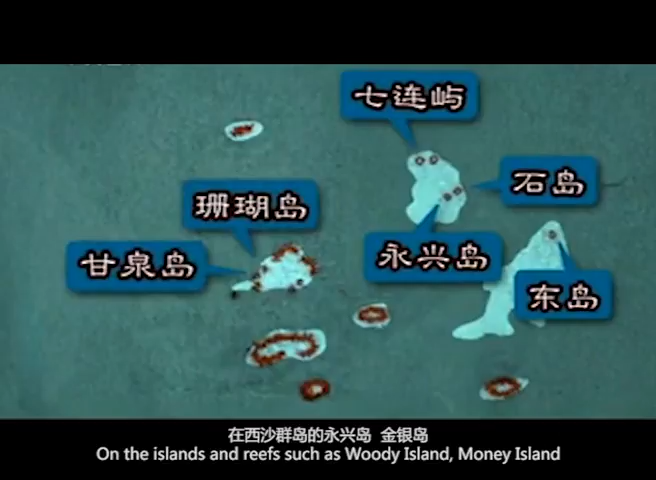 七连屿
石岛
珊瑚岛
永兴岛
甘泉岛
东岛
在西沙群岛的永兴岛 金银岛
On the islands and reefs such as Woody Island, Money Island